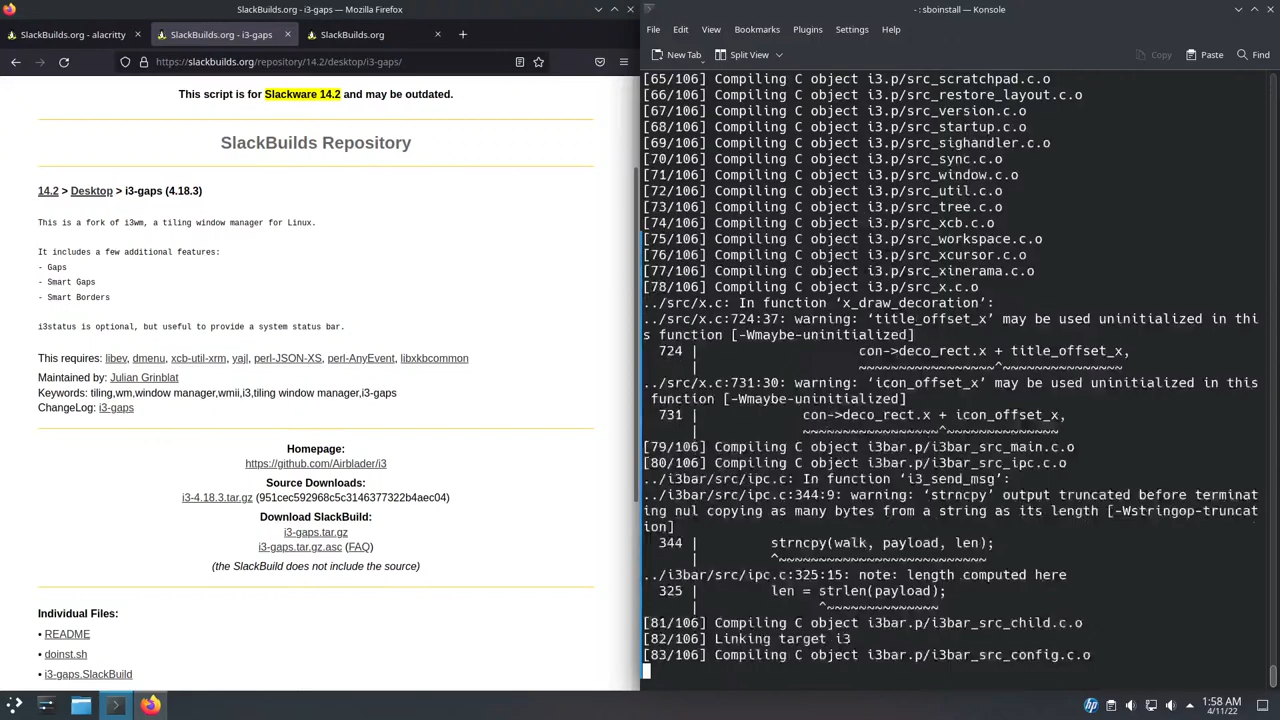 SlackBuilds.org - i3-gaps — Mozilla Firefox
SlackBuilds.org - alacritty
SlackBuilds.org - i3-gaps
SlackBuilds.org
https://slackbuilds.org/repository/14.2/desktop/i3-gaps/
This script is for Slackware 14.2 and may be outdated.
SlackBuilds Repository
14.2 > Desktop > i3-gaps (4.18.3)
This is a fork of i3wm, a tiling window manager for Linux.
It includes a few additional features:
- Gaps
- Smart Gaps
- Smart Borders
i3status is optional, but useful to provide a system status bar.
This requires: libev, dmenu, xcb-util-xrm, yajl, perl-JSON-XS, perl-AnyEvent, libxkbcommon
Maintained by: Julian Grinblat
Keywords: tiling,wm,window manager,wmii,i3,tiling window manager,i3-gaps
ChangeLog: i3-gaps
Homepage:
https://github.com/Airblader/i3
Source Downloads:
i3-4.18.3.tar.gz (951cec592968c5c3146377322b4aec04)
Download SlackBuild:
i3-gaps.tar.gz
i3-gaps.tar.gz.asc (FAQ)
(the SlackBuild does not include the source)
Individual Files:
• README
• doinst.sh
• i3-gaps.SlackBuild
- : sboinstall — Konsole
File Edit View Bookmarks Plugins Settings Help
New Tab Split View Copy Paste Find
[65/106] Compiling C object i3.p/src_scratchpad.c.o
[66/106] Compiling C object i3.p/src_restore_layout.c.o
[67/106] Compiling C object i3.p/src_version.c.o
[68/106] Compiling C object i3.p/src_startup.c.o
[69/106] Compiling C object i3.p/src_sighandler.c.o
[70/106] Compiling C object i3.p/src_sync.c.o
[71/106] Compiling C object i3.p/src_window.c.o
[72/106] Compiling C object i3.p/src_util.c.o
[73/106] Compiling C object i3.p/src_tree.c.o
[74/106] Compiling C object i3.p/src_xcb.c.o
[75/106] Compiling C object i3.p/src_workspace.c.o
[76/106] Compiling C object i3.p/src_xcursor.c.o
[77/106] Compiling C object i3.p/src_xinerama.c.o
[78/106] Compiling C object i3.p/src_x.c.o
../src/x.c: In function ‘x_draw_decoration’:
../src/x.c:724:37: warning: ‘title_offset_x’ may be used uninitialized in thi
s function [-Wmaybe-uninitialized]
724 | con->deco_rect.x + title_offset_x,
| ~~~~~~~~~~~~~~~~~^~~~~~~~~~~~~~~~
../src/x.c:731:30: warning: ‘icon_offset_x’ may be used uninitialized in this
function [-Wmaybe-uninitialized]
731 | con->deco_rect.x + icon_offset_x,
| ~~~~~~~~~~~~~~~~~^~~~~~~~~~~~~~~
[79/106] Compiling C object i3bar.p/i3bar_src_main.c.o
[80/106] Compiling C object i3bar.p/i3bar_src_ipc.c.o
../i3bar/src/ipc.c: In function ‘i3_send_msg’:
../i3bar/src/ipc.c:344:9: warning: ‘strncpy’ output truncated before terminat
ing nul copying as many bytes from a string as its length [-Wstringop-truncat
ion]
344 | strncpy(walk, payload, len);
| ^~~~~~~~~~~~~~~~~~~~~~~~~~~
../i3bar/src/ipc.c:325:15: note: length computed here
325 | len = strlen(payload);
| ^~~~~~~~~~~~~~~
[81/106] Compiling C object i3bar.p/i3bar_src_child.c.o
[82/106] Linking target i3
[83/106] Compiling C object i3bar.p/i3bar_src_config.c.o
hp
1:58 AM
4/11/22